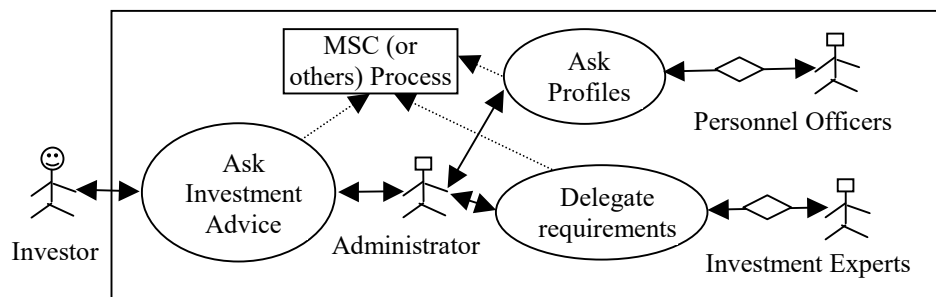 MSC (or
others) Process
Ask
Profiles
Personnel Officers
Ask
Investment
Advice
Delegate
requirements
Investor
Administrator
Investment Experts